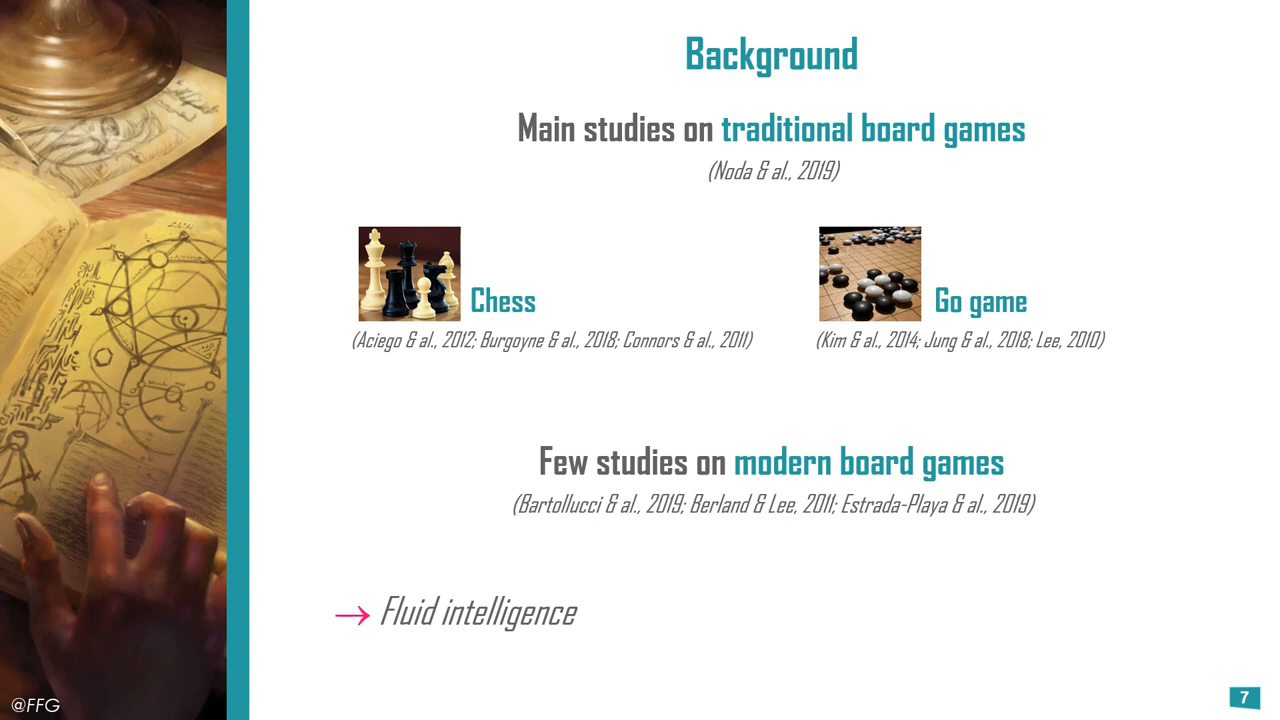 Background
Main studies on traditional board games
(Noda & al., 2019)
Chess
(Aciego & al., 2012; Burgoyne & al., 2018; Connors & al., 2011)
Go game
(Kim & al., 2014; Jung & al., 2018; Lee, 2010)
Few studies on modern board games
(Bartollucci & al., 2019; Berland & Lee, 2011; Estrada-Playa & al., 2019)
→ Fluid intelligence
@FFG
7